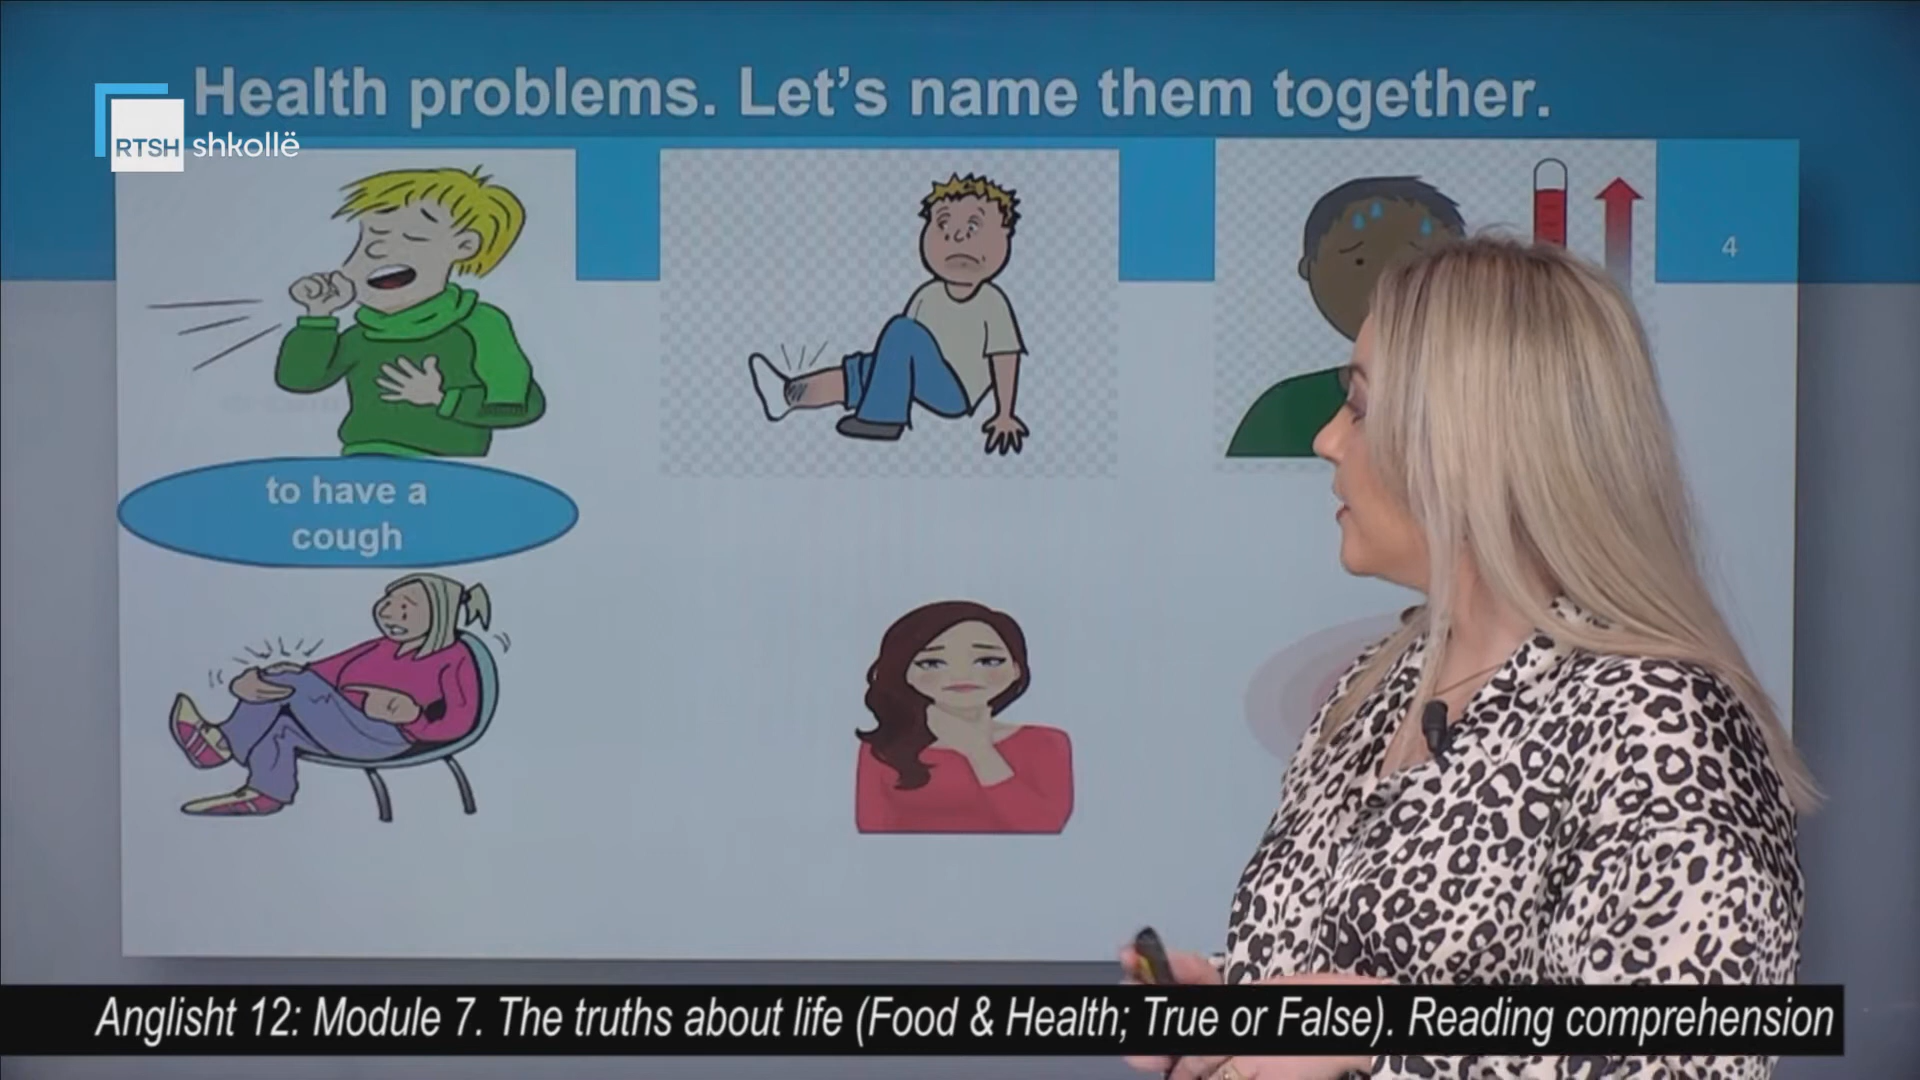 Health problems. Let's name them together.
RTSH shkollë
4
to have a
cough
Anglisht 12: Module 7. The truths about life (Food & Health; True or False). Reading comprehension